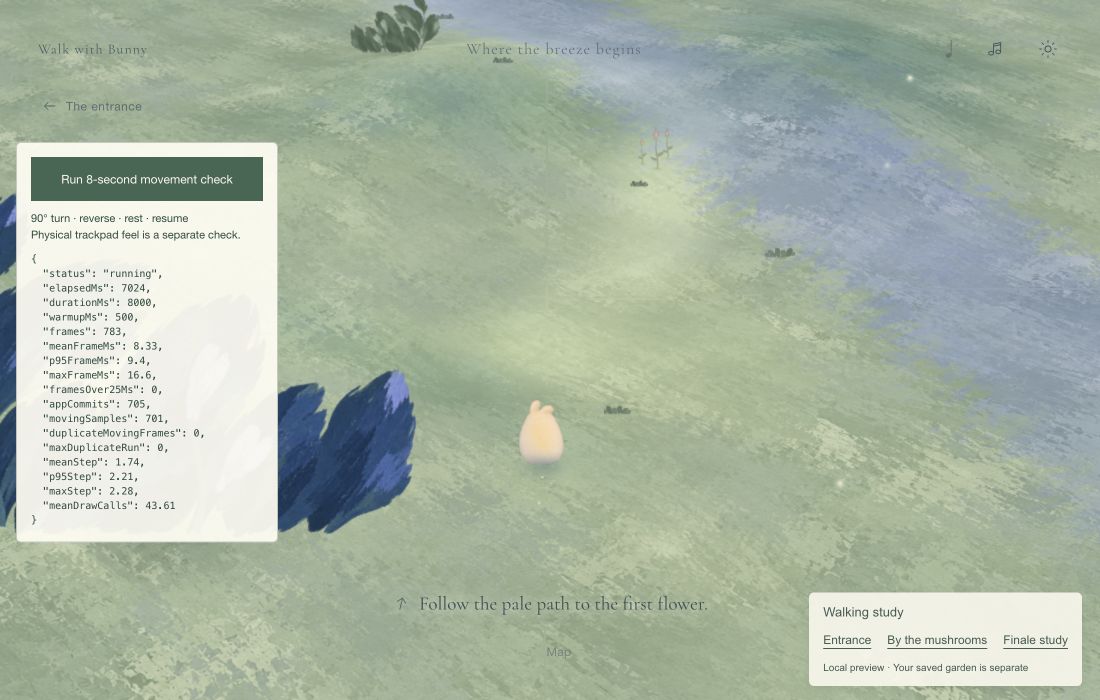 Walk with Bunny
Where the breeze begins
← The entrance
Run 8-second movement check
90° turn · reverse · rest · resume
Physical trackpad feel is a separate check.
{
  "status": "running",
  "elapsedMs": 7024,
  "durationMs": 8000,
  "warmupMs": 500,
  "frames": 783,
  "meanFrameMs": 8.33,
  "p95FrameMs": 9.4,
  "maxFrameMs": 16.6,
  "framesOver25Ms": 0,
  "appCommits": 705,
  "movingSamples": 701,
  "duplicateMovingFrames": 0,
  "maxDuplicateRun": 0,
  "meanStep": 1.74,
  "p95Step": 2.21,
  "maxStep": 2.28,
  "meanDrawCalls": 43.61
}
↑ Follow the pale path to the first flower.
Map
Walking study
Entrance By the mushrooms Finale study
Local preview · Your saved garden is separate